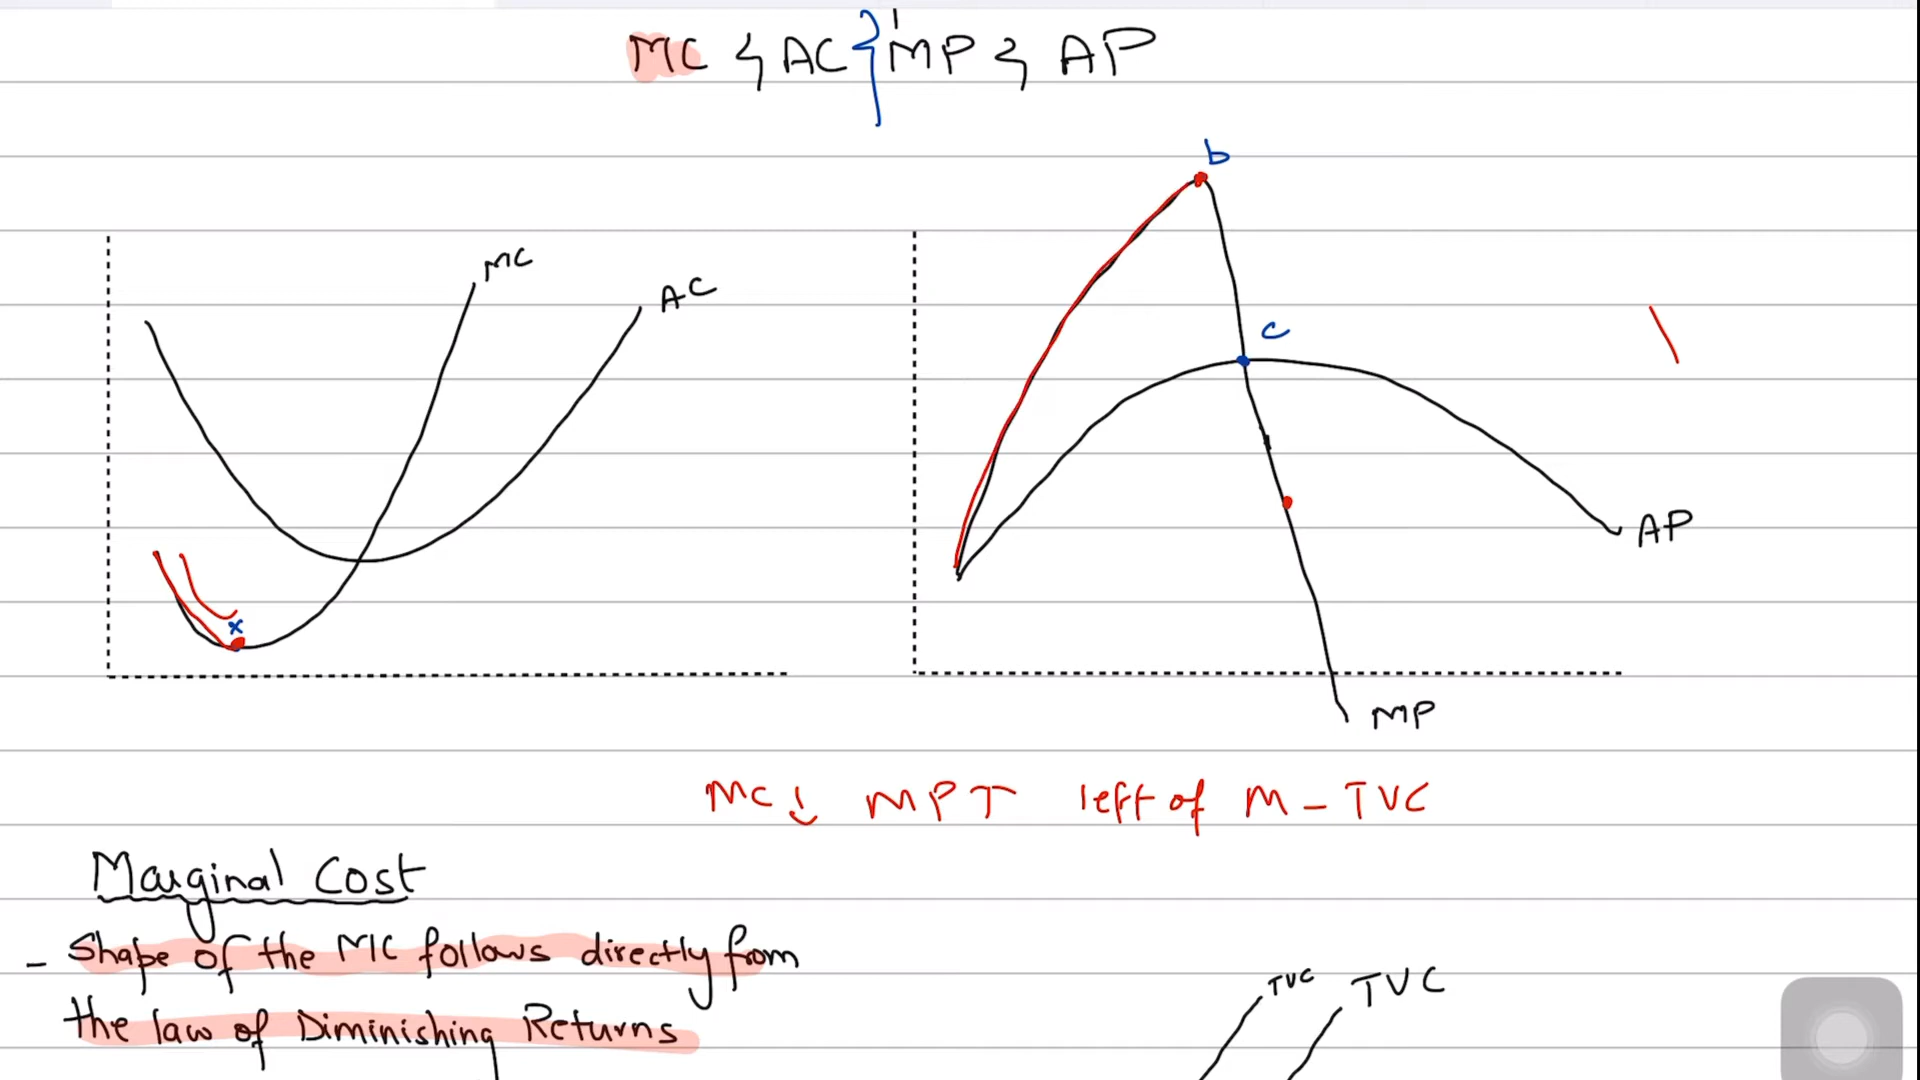 MC & AC } MP & AP
b
MC
AC
c
x
AP
MP
MC↓ MP↑ left of M - TVC
Marginal Cost
- Shape of the MC follows directly from
the law of Diminishing Returns
TVC TVC